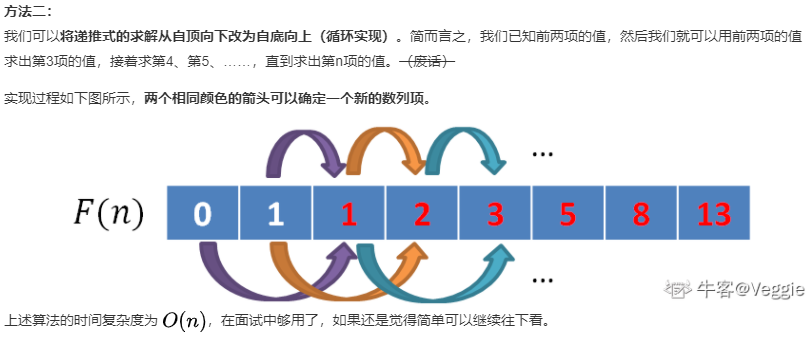 方法二：
我们可以将递推式的求解从自顶向下改为自底向上（循环实现）。简而言之，我们已知前两项的值，然后我们就可以用前两项的值
求出第3项的值，接着求第4、第5、……，直到求出第n项的值。（废话）
实现过程如下图所示，两个相同颜色的箭头可以确定一个新的数列项。
...
F(n) 0 1 1 2 3 5 8 13
...
牛客@Veggie
上述算法的时间复杂度为 O(n)，在面试中够用了，如果还是觉得简单可以继续往下看。